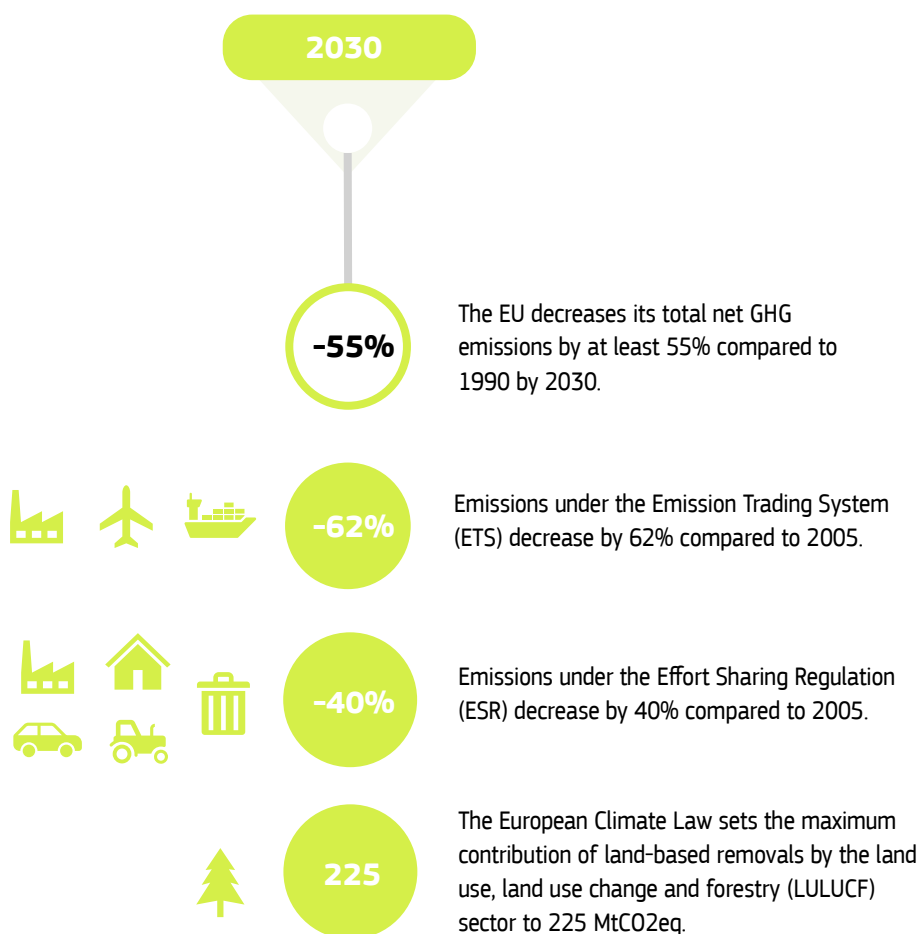 2030
-55%
The EU decreases its total net GHG
emissions by at least 55% compared to
1990 by 2030.
-62%
Emissions under the Emission Trading System
(ETS) decrease by 62% compared to 2005.
-40%
Emissions under the Effort Sharing Regulation
(ESR) decrease by 40% compared to 2005.
225
The European Climate Law sets the maximum
contribution of land-based removals by the land
use, land use change and forestry (LULUCF)
sector to 225 MtCO2eq.